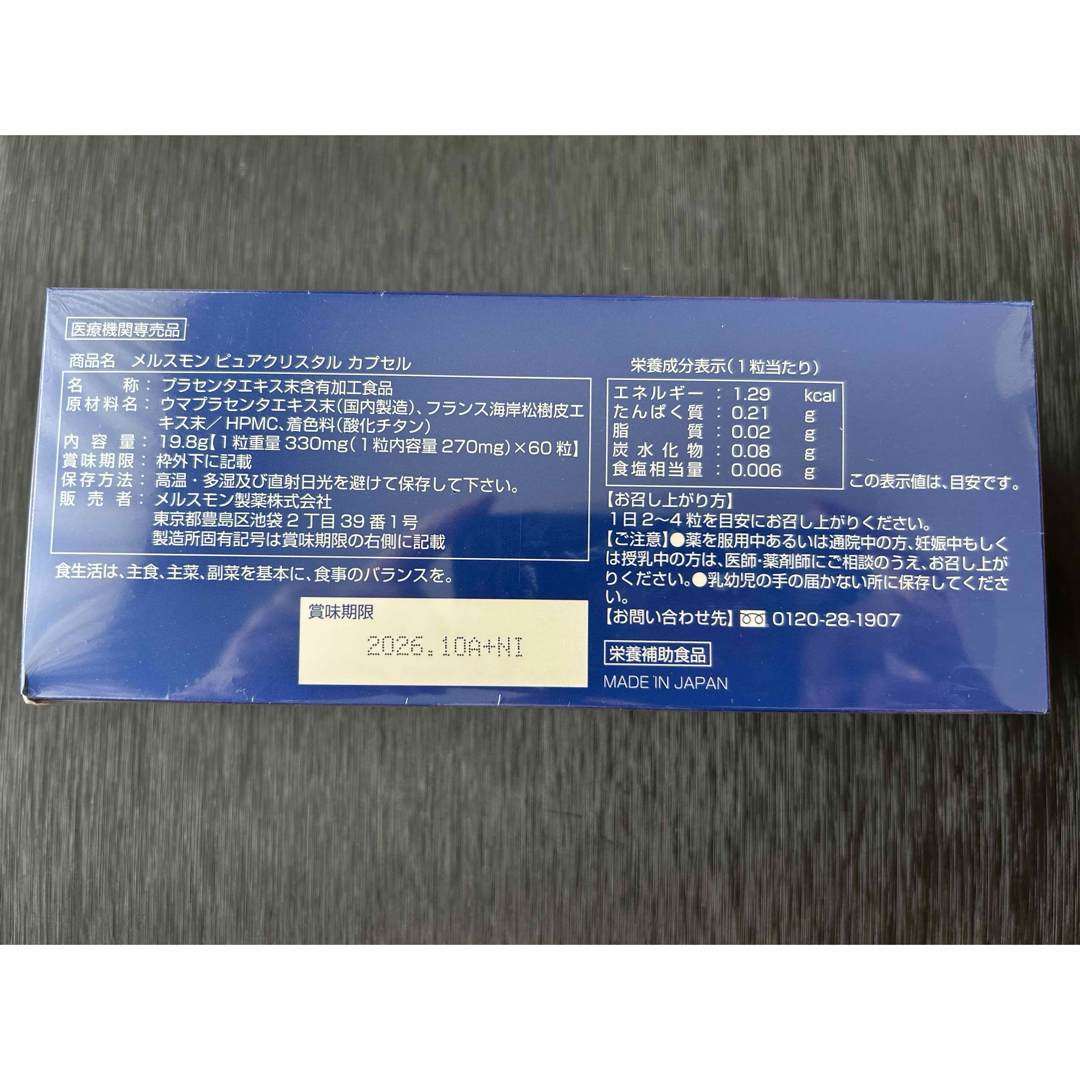 医療機関専売品
商品名 メルスモン ピュアクリスタル カプセル
名称：プラセンタエキス末含有加工食品
原材料名：ウマプラセンタエキス末(国内製造)、フランス海岸松樹皮エ
キス末／HPMC、着色料(酸化チタン)
内容量：19.8g【1粒重量 330mg(1粒内容量 270mg)×60粒】
賞味期限：枠外下に記載
保存方法：高温・多湿及び直射日光を避けて保存して下さい。
販売者：メルスモン製薬株式会社
東京都豊島区池袋2丁目39番1号
製造所固有記号は賞味期限の右側に記載
食生活は、主食、主菜、副菜を基本に、食事のバランスを。
賞味期限
2026.10A+NI
栄養成分表示(1粒当たり)
エネルギー：1.29 kcal
たんぱく質：0.21 g
脂質：0.02 g
炭水化物：0.08 g
食塩相当量：0.006 g
この表示値は、目安です。
【お召し上がり方】
1日2〜4粒を目安にお召し上がりください。
【ご注意】●薬を服用中あるいは通院中の方、妊娠中もしく
は授乳中の方は、医師・薬剤師にご相談のうえ、お召し上が
りください。●乳幼児の手の届かない所に保存してくださ
い。
【お問い合わせ先】0120-28-1907
栄養補助食品
MADE IN JAPAN